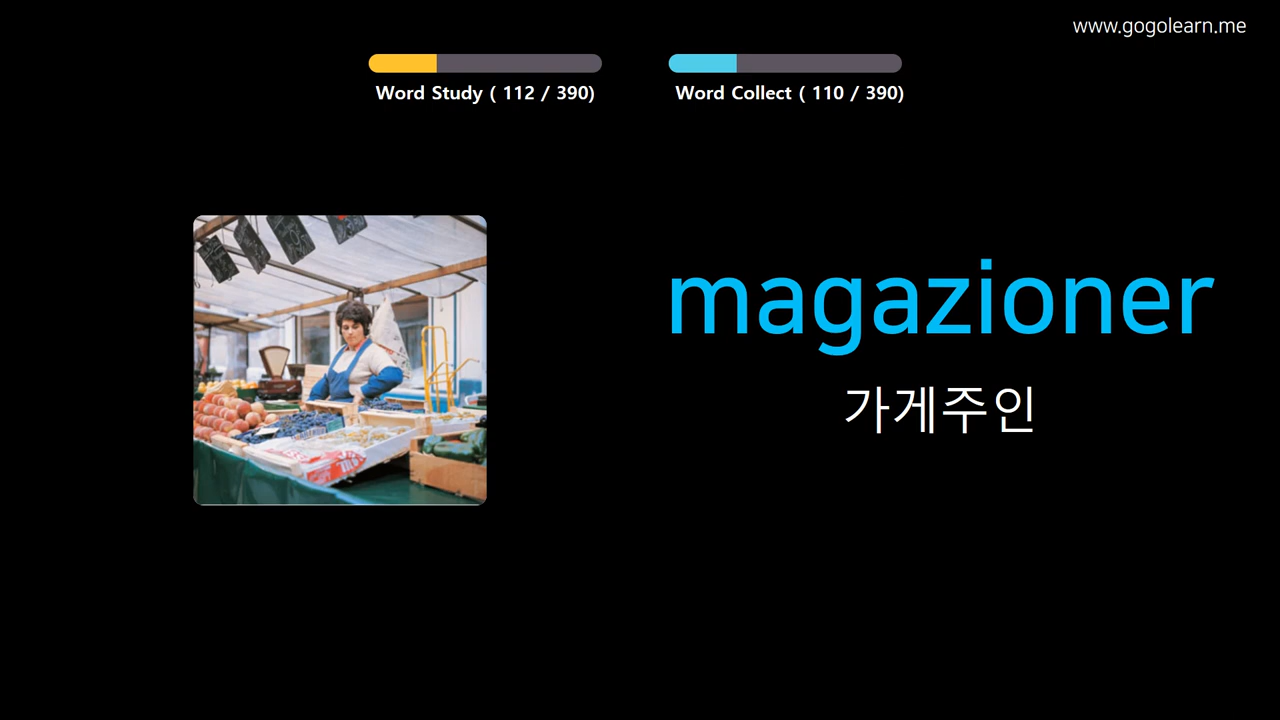 www.gogolearn.me
Word Study ( 112 / 390)
Word Collect ( 110 / 390)
magazioner
가게주인